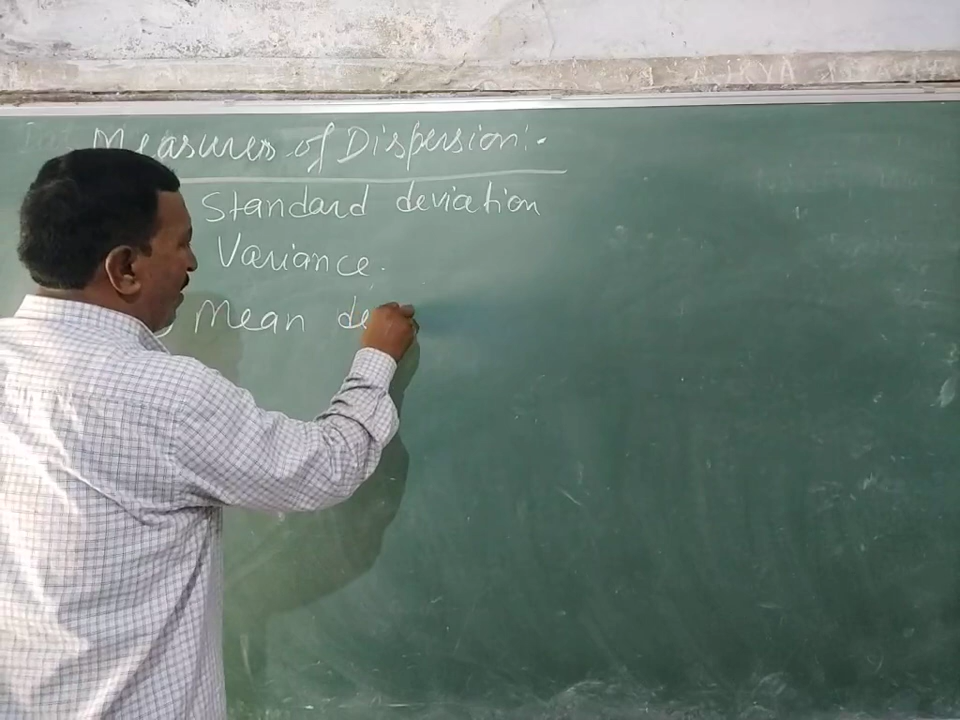 Measures of Dispersion:-
Standard deviation
Variance.
Mean de